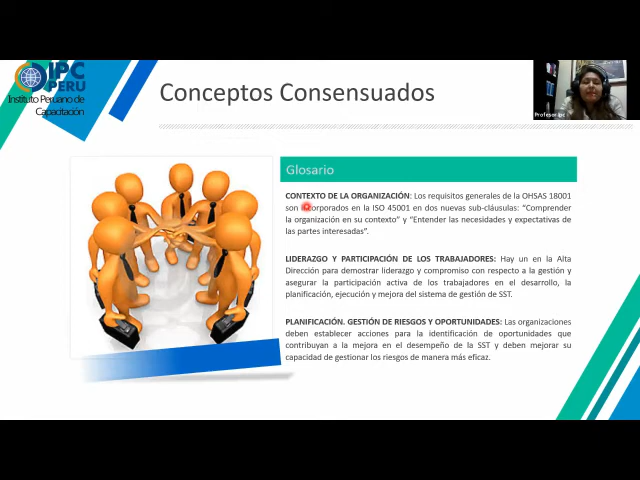 IPC
PERU
Instituto Peruano de
Capacitación
Conceptos Consensuados
Profesor Ipc
Glosario
CONTEXTO DE LA ORGANIZACIÓN: Los requisitos generales de la OHSAS 18001
son incorporados en la ISO 45001 en dos nuevas sub-cláusulas: “Comprender
la organización en su contexto” y “Entender las necesidades y expectativas de
las partes interesadas”.
LIDERAZGO Y PARTICIPACIÓN DE LOS TRABAJADORES: Hay un en la Alta
Dirección para demostrar liderazgo y compromiso con respecto a la gestión y
asegurar la participación activa de los trabajadores en el desarrollo, la
planificación, ejecución y mejora del sistema de gestión de SST.
PLANIFICACIÓN. GESTIÓN DE RIESGOS Y OPORTUNIDADES: Las organizaciones
deben establecer acciones para la identificación de oportunidades que
contribuyan a la mejora en el desempeño de la SST y deben mejorar su
capacidad de gestionar los riesgos de manera más eficaz.